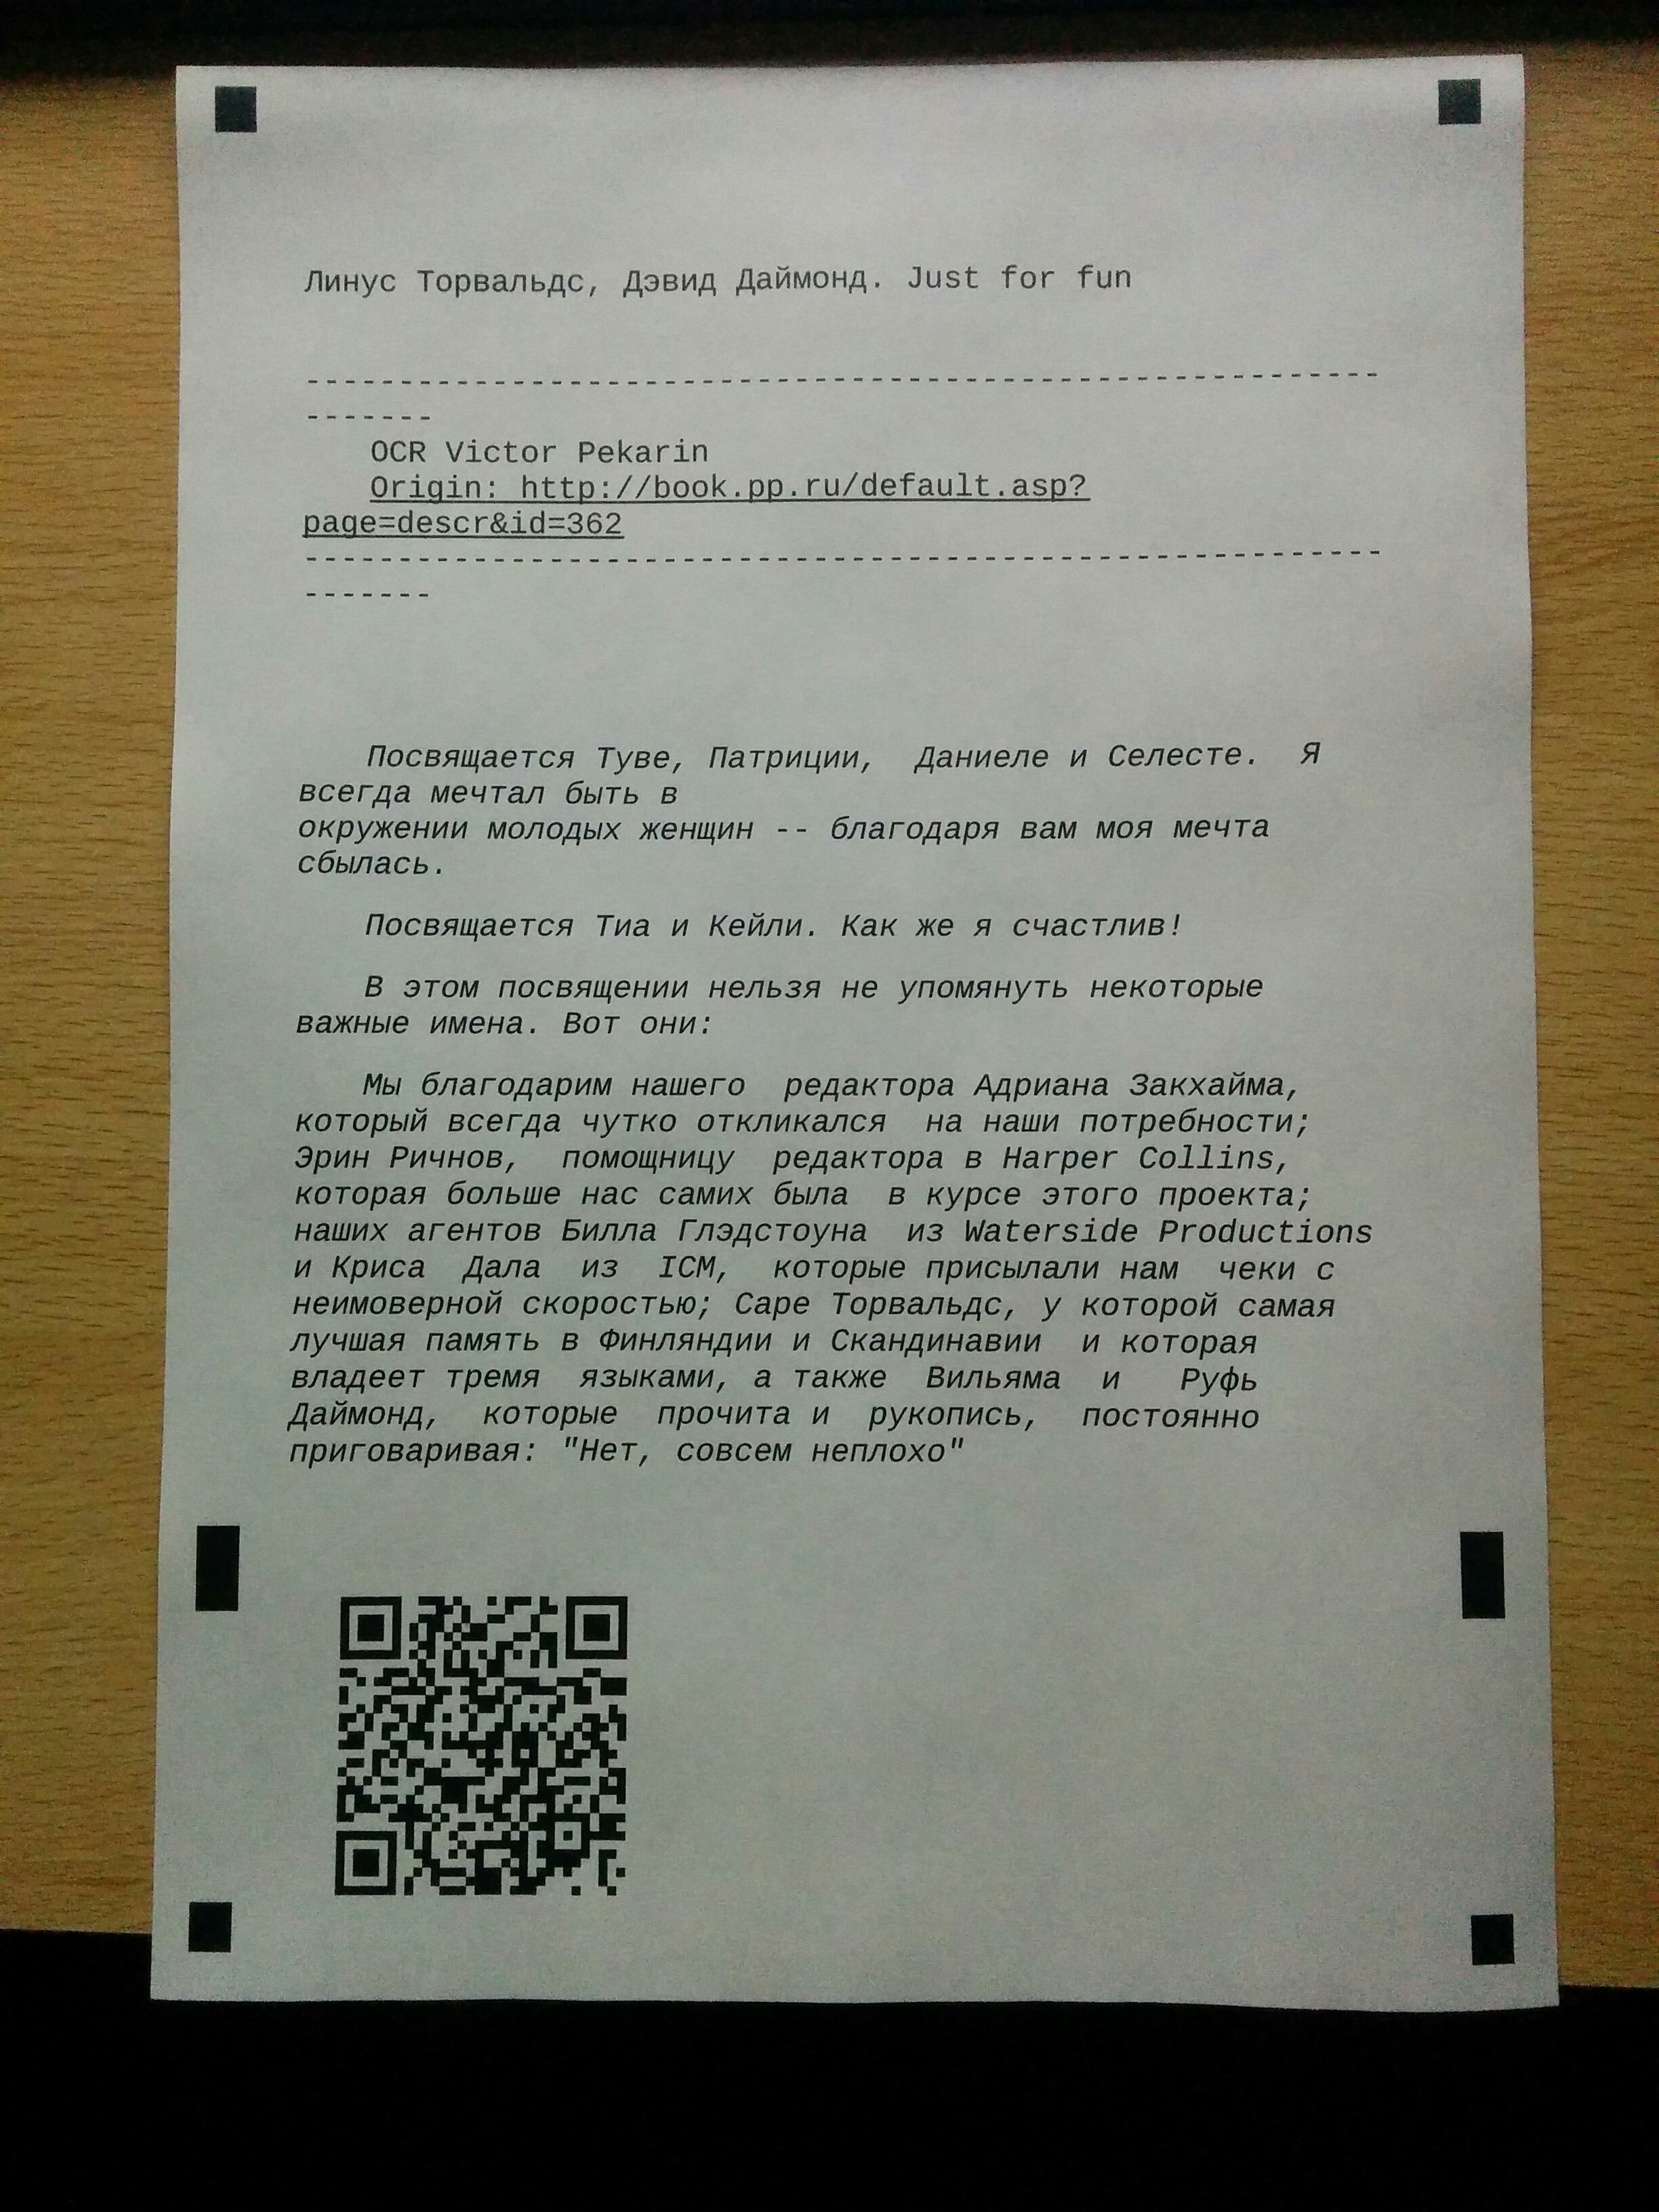 Линус Торвальдс, Дэвид Даймонд. Just for fun
----------------------------------------------------------
-------
OCR Victor Pekarin
Origin: http://book.pp.ru/default.asp?
page=descr&id=362
----------------------------------------------------------
-------
Посвящается Туве, Патриции, Даниеле и Селесте. Я
всегда мечтал быть в
окружении молодых женщин -- благодаря вам моя мечта
сбылась.
Посвящается Тиа и Кейли. Как же я счастлив!
В этом посвящении нельзя не упомянуть некоторые
важные имена. Вот они:
Мы благодарим нашего редактора Адриана Закхайма,
который всегда чутко откликался на наши потребности;
Эрин Ричнов, помощницу редактора в Harper Collins,
которая больше нас самих была в курсе этого проекта;
наших агентов Билла Глэдстоуна из Waterside Productions
и Криса Дала из ICM, которые присылали нам чеки с
неимоверной скоростью; Саре Торвальдс, у которой самая
лучшая память в Финляндии и Скандинавии и которая
владеет тремя языками, а также Вильяма и Руфь
Даймонд, которые прочита и рукопись, постоянно
приговаривая: "Нет, совсем неплохо"